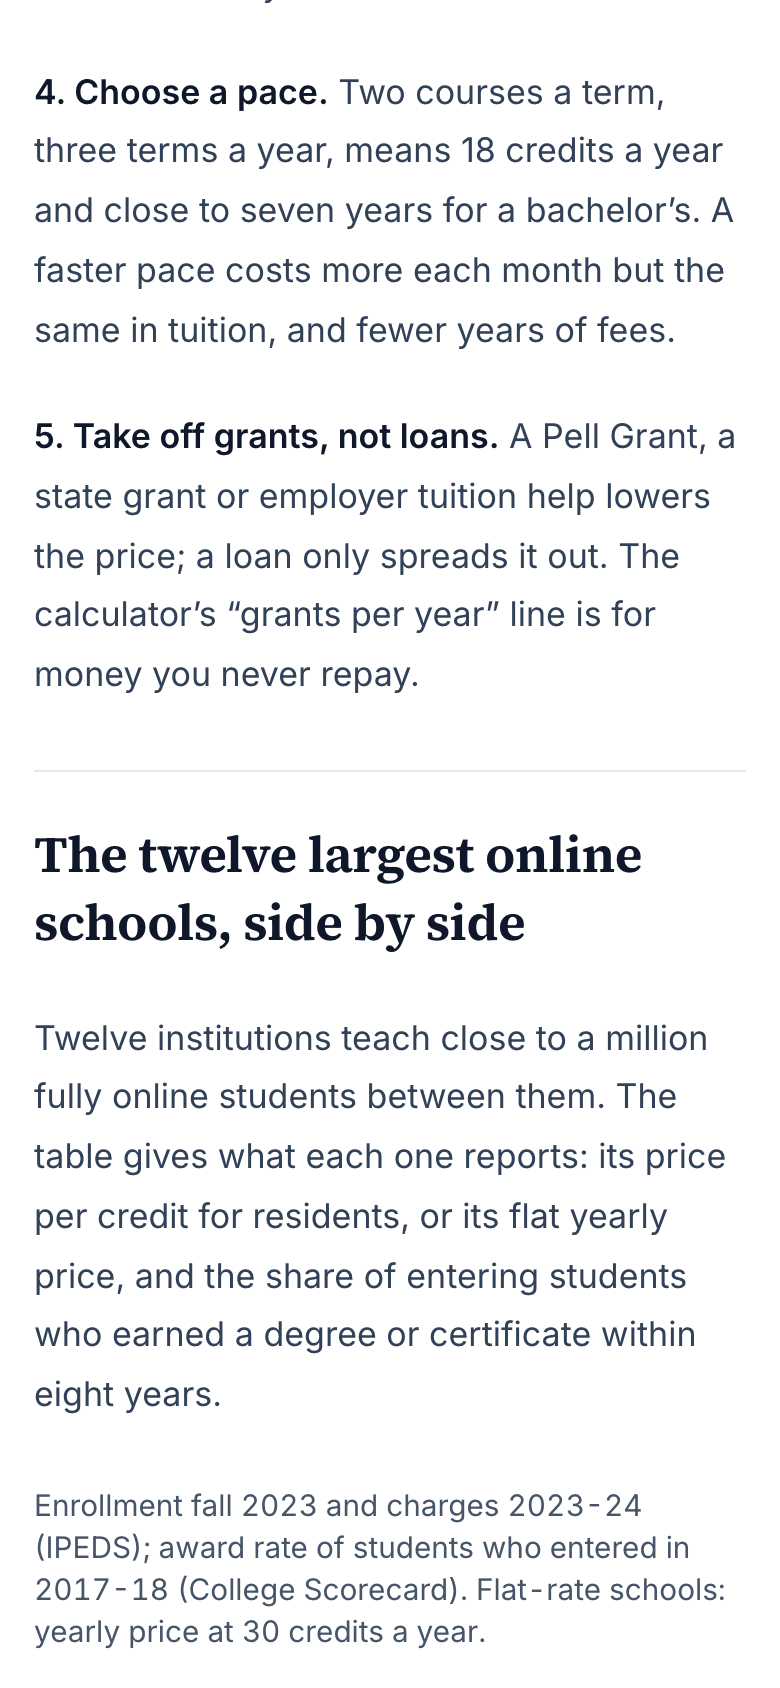 4. Choose a pace. Two courses a term,
three terms a year, means 18 credits a year
and close to seven years for a bachelor’s. A
faster pace costs more each month but the
same in tuition, and fewer years of fees.
5. Take off grants, not loans. A Pell Grant, a
state grant or employer tuition help lowers
the price; a loan only spreads it out. The
calculator’s “grants per year” line is for
money you never repay.
The twelve largest online
schools, side by side
Twelve institutions teach close to a million
fully online students between them. The
table gives what each one reports: its price
per credit for residents, or its flat yearly
price, and the share of entering students
who earned a degree or certificate within
eight years.
Enrollment fall 2023 and charges 2023-24
(IPEDS); award rate of students who entered in
2017-18 (College Scorecard). Flat-rate schools:
yearly price at 30 credits a year.